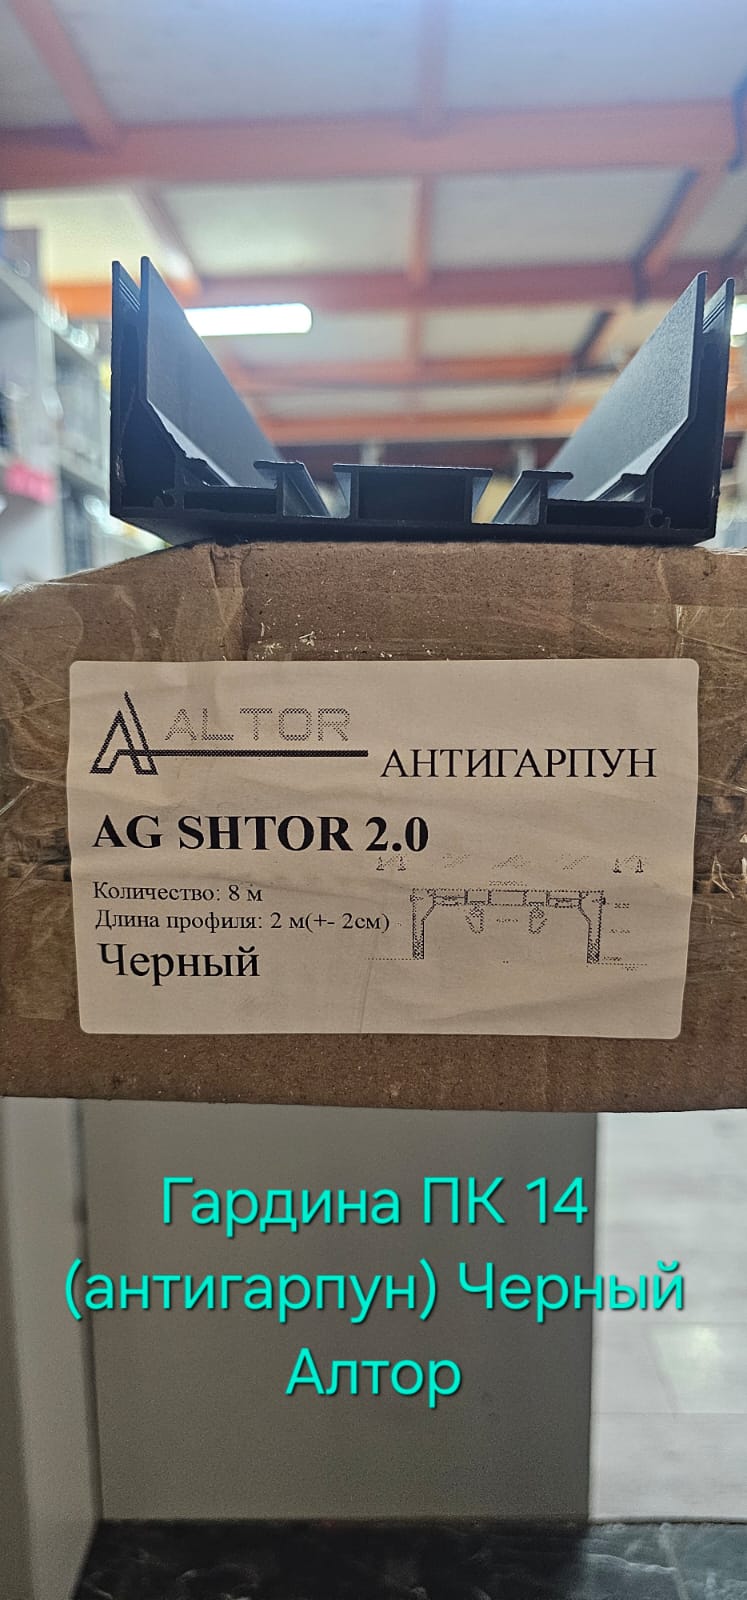 ALTOR
АНТИГАРПУН
AG SHTOR 2.0
Количество: 8 м
Длина профиля: 2 м(+- 2см)
Черный
Гардина ПК 14
(антигарпун) Черный
Алтор